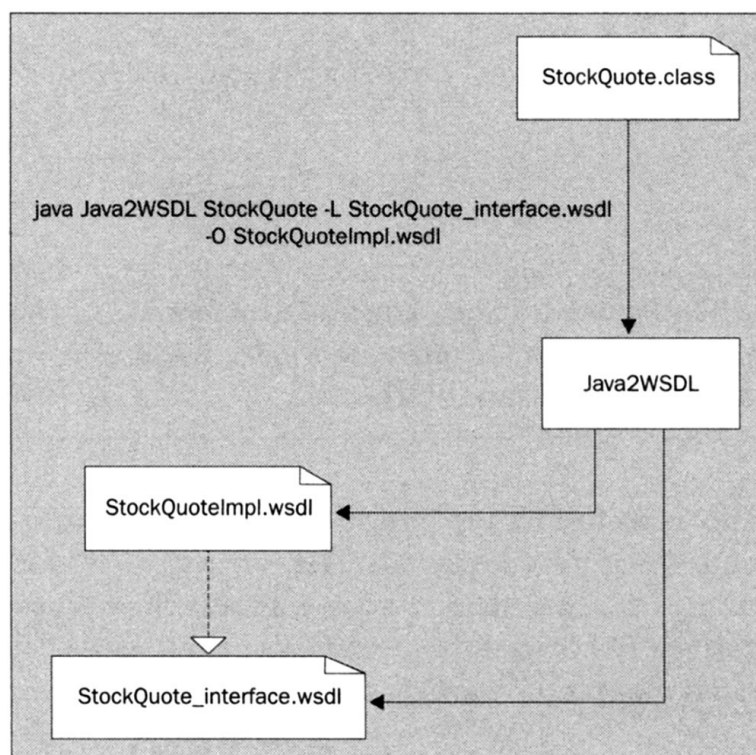 StockQuote.class
java Java2WSDL StockQuote -L StockQuote_interface.wsdl
-O StockQuoteImpl.wsdl
Java2WSDL
StockQuoteImpl.wsdl
StockQuote_interface.wsdl